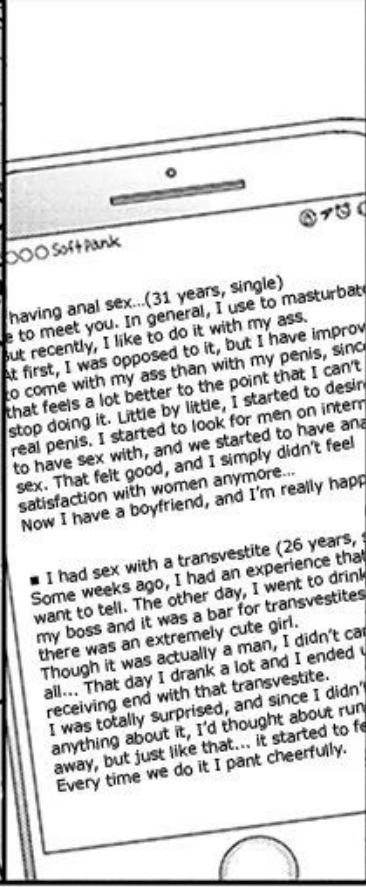 OOO SoftPank
having anal sex...(31 years, single)
to meet you. In general, I use to masturbate
ut recently, I like to do it with my ass.
At first, I was opposed to it, but I have improv
to come with my ass than with my penis, sinc
that feels a lot better to the point that I can't
stop doing it. Little by little, I started to desir
real penis. I started to look for men on intern
to have sex with, and we started to have ana
sex. That felt good, and I simply didn't feel
satisfaction with women anymore...
Now I have a boyfriend, and I'm really happ
■ I had sex with a transvestite (26 years, s
Some weeks ago, I had an experience that
want to tell. The other day, I went to drink
my boss and it was a bar for transvestites
there was an extremely cute girl.
Though it was actually a man, I didn't car
all... That day I drank a lot and I ended u
receiving end with that transvestite.
I was totally surprised, and since I didn't
anything about it, I'd thought about run
away, but just like that... it started to fe
Every time we do it I pant cheerfully.